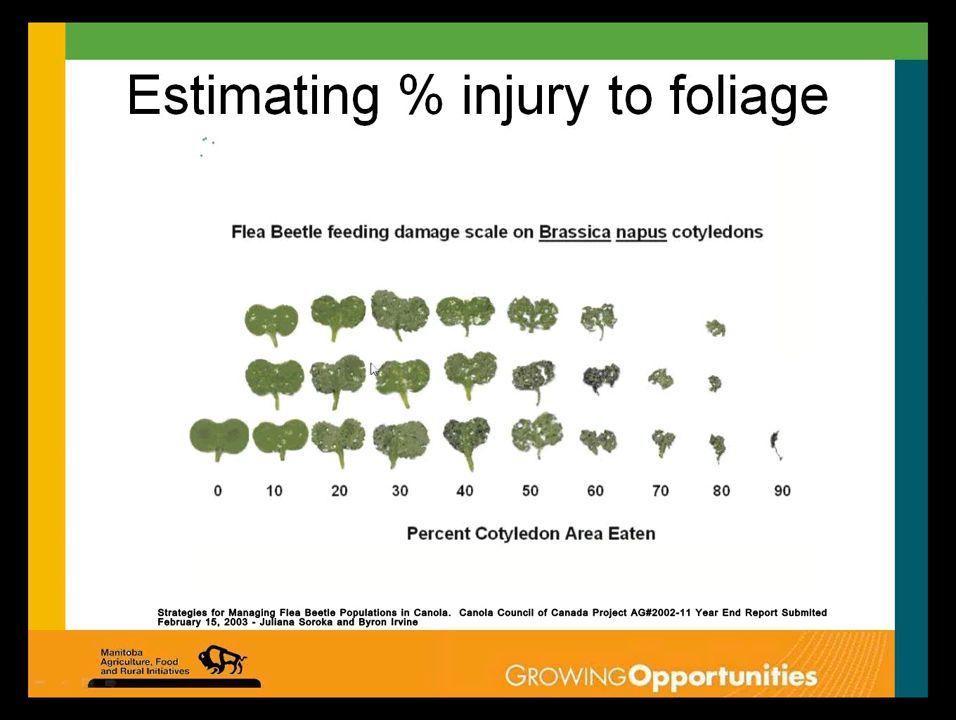 Estimating % injury to foliage
Flea Beetle feeding damage scale on Brassica napus cotyledons
0 10 20 30 40 50 60 70 80 90
Percent Cotyledon Area Eaten
Strategies for Managing Flea Beetle Populations in Canola. Canola Council of Canada Project AG#2002-11 Year End Report Submited
February 15, 2003 - Juliana Soroka and Byron Irvine
Manitoba
Agriculture, Food
and Rural Initiatives
GROWING Opportunities